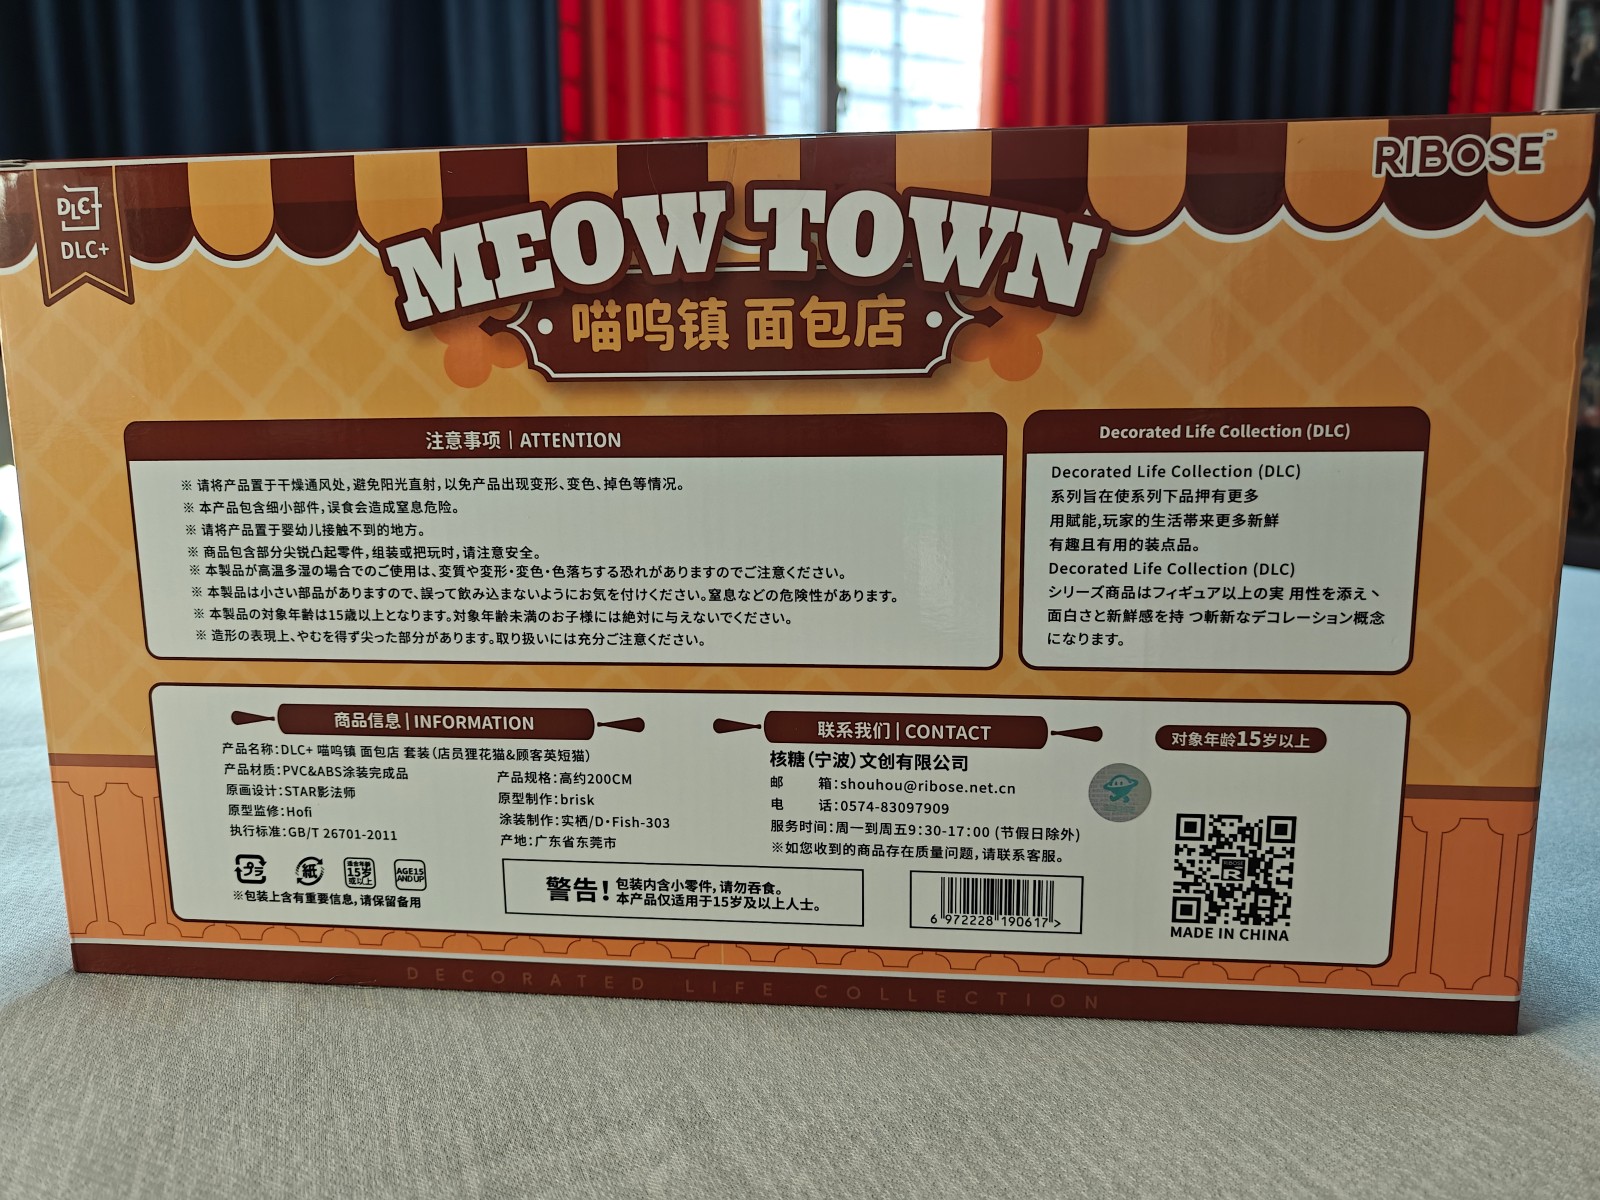 RIBOSE™
DLC+
DLC+
MEOW TOWN
喵呜镇 面包店
注意事项 | ATTENTION
※ 请将产品置于干燥通风处,避免阳光直射,以免产品出现变形、变色、掉色等情况。
※ 本产品包含细小部件,误食会造成窒息危险。
※ 请将产品置于婴幼儿接触不到的地方。
※ 商品包含部分尖锐凸起零件,组装或把玩时,请注意安全。
※ 本製品が高温多湿の場合でのご使用は、変質や変形・変色・色落ちする恐れがありますのでご注意ください。
※ 本製品は小さい部品がありますので、誤って飲み込まないようにお気を付けください。窒息などの危険性があります。
※ 本製品の対象年齢は15歳以上となります。対象年齢未満のお子様には絶対に与えないでください。
※ 造形の表現上、やむを得ず尖った部分があります。取り扱いには充分ご注意ください。
Decorated Life Collection (DLC)
Decorated Life Collection (DLC)
系列旨在使系列下品押有更多
用赋能,玩家的生活带来更多新鲜
有趣且有用的装点品。
Decorated Life Collection (DLC)
シリーズ商品はフィギュア以上の実 用性を添え丶
面白さと新鮮感を持 つ斬新なデコレーション概念
になります。
商品信息 | INFORMATION
产品名称:DLC+ 喵呜镇 面包店 套装(店员狸花猫&顾客英短猫)
产品材质:PVC&ABS涂装完成品
原画设计:STAR影法师
原型监修:Hofi
执行标准:GB/T 26701-2011
产品规格:高约200CM
原型制作:brisk
涂装制作:实栖/D・Fish-303
产地:广东省东莞市
プラ
紙
适合年龄
15岁
或以上
AGE15
AND UP
※包装上含有重要信息,请保留备用
警告!
包装内含小零件,请勿吞食。
本产品仅适用于15岁及以上人士。
联系我们 | CONTACT
核糖(宁波)文创有限公司
邮 箱:shouhou@ribose.net.cn
电 话:0574-83097909
服务时间:周一到周五9:30-17:00 (节假日除外)
※如您收到的商品存在质量问题,请联系客服。
6 972228 190617 >
对象年龄15岁以上
RIBOSE
R
MADE IN CHINA
DECORATED LIFE COLLECTION